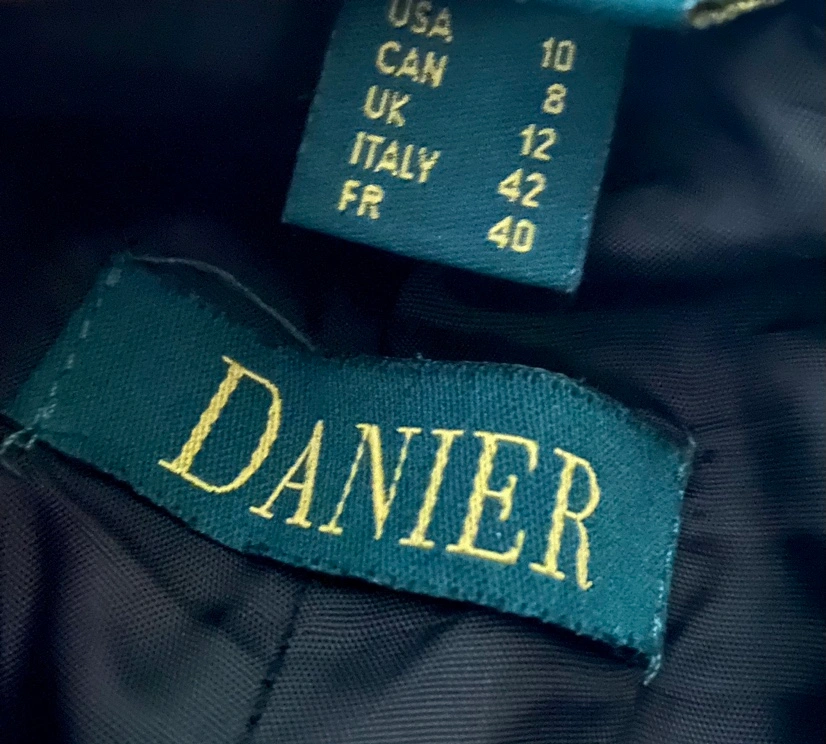 USA 10
CAN 8
UK 12
ITALY 42
FR 40
DANIER